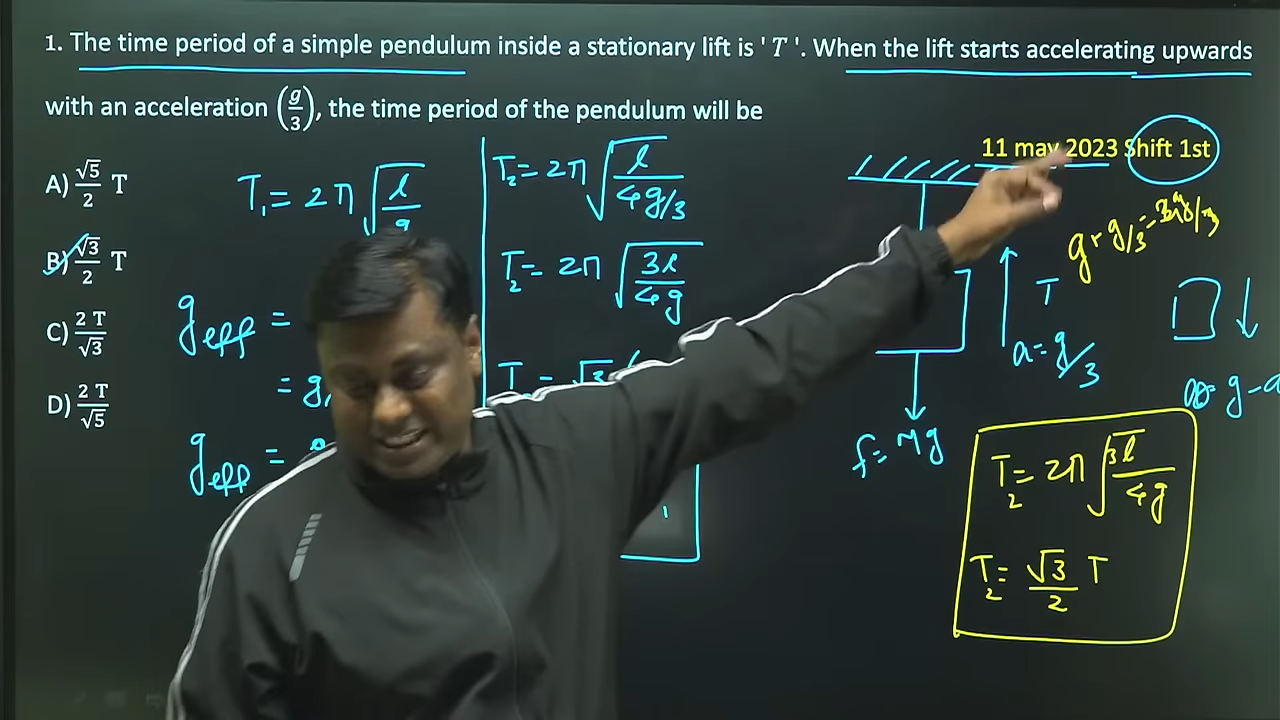 1. The time period of a simple pendulum inside a stationary lift is ' T '. When the lift starts accelerating upwards
with an acceleration (g/3), the time period of the pendulum will be
11 may 2023 Shift 1st
A) √5/2 T
B) √3/2 T
C) 2 T/√3
D) 2 T/√5
T₁ = 2π √(l/g
g_eff =
= g
g_eff =
T₂ = 2π √(l/(4g/3))
T₂ = 2π √(3l/4g)
T = √3
T
a = g/3
f = Mg
g + g/3 =
g - a
T₂ = 2π √(3l/4g)
T₂ = √3/2 T